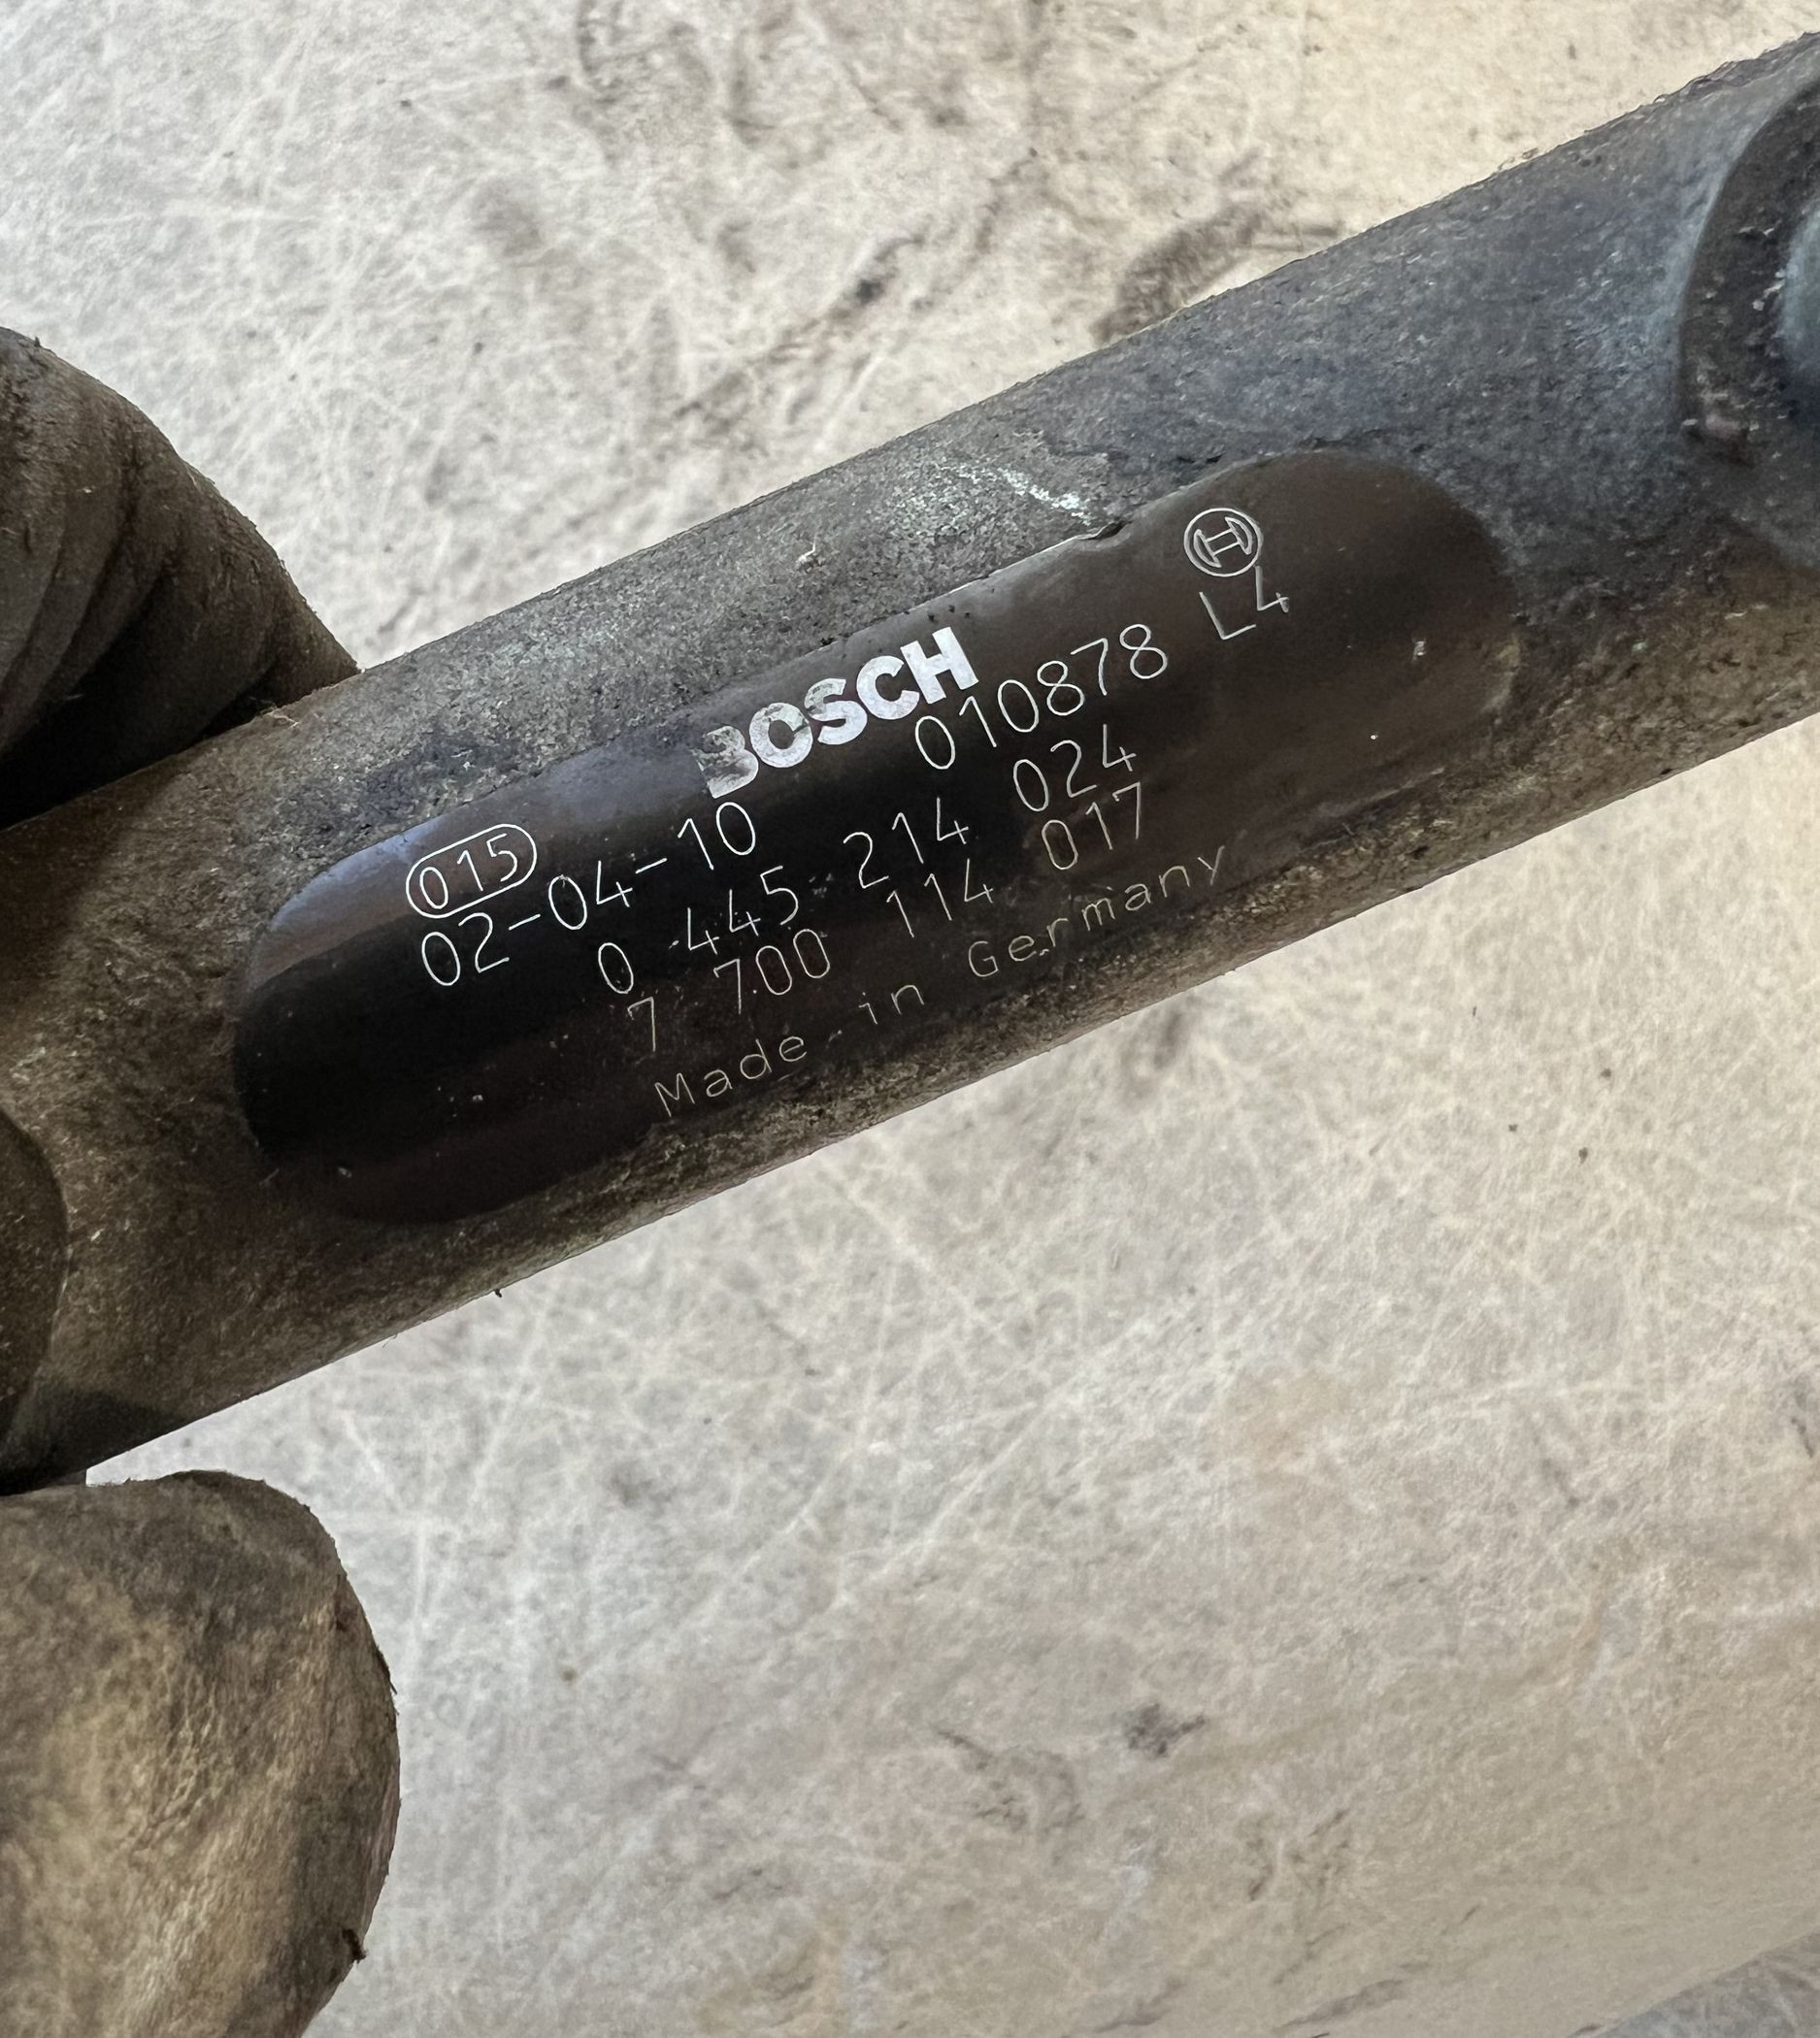 BOSCH
015
02-04-10 010878 L4
0 445 214 024
7 700 114 017
Made in Germany